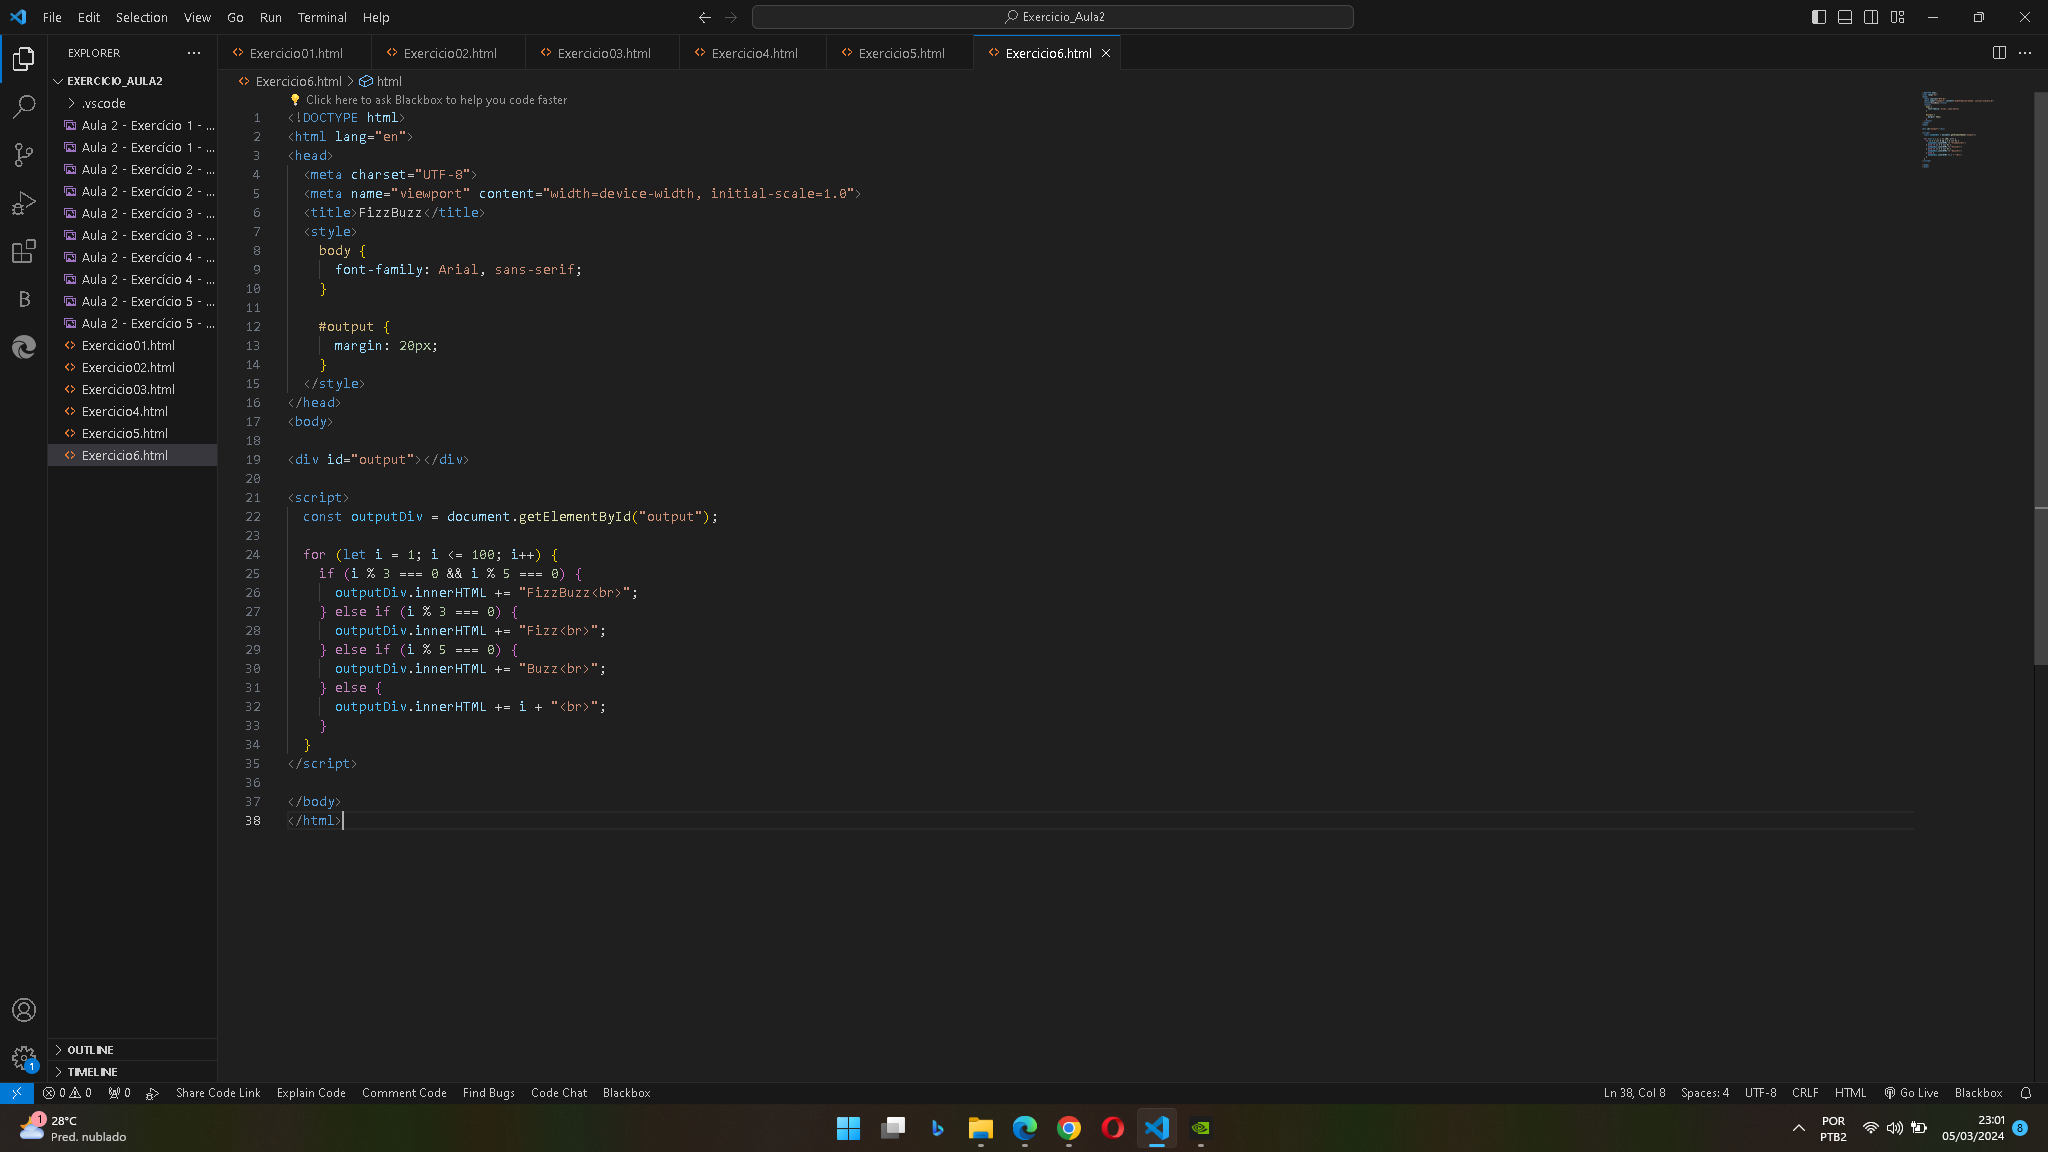 File Edit Selection View Go Run Terminal Help
Exercicio_Aula2
EXPLORER
Exercicio01.html Exercicio02.html Exercicio03.html Exercicio4.html Exercicio5.html Exercicio6.html
EXERCICIO_AULA2
.vscode
Aula 2 - Exercício 1 - ...
Aula 2 - Exercício 1 - ...
Aula 2 - Exercício 2 - ...
Aula 2 - Exercício 2 - ...
Aula 2 - Exercício 3 - ...
Aula 2 - Exercício 3 - ...
Aula 2 - Exercício 4 - ...
Aula 2 - Exercício 4 - ...
Aula 2 - Exercício 5 - ...
Aula 2 - Exercício 5 - ...
Exercicio01.html
Exercicio02.html
Exercicio03.html
Exercicio4.html
Exercicio5.html
Exercicio6.html
OUTLINE
TIMELINE
Exercicio6.html > html
Click here to ask Blackbox to help you code faster
1 <!DOCTYPE html>
2 <html lang="en">
3 <head>
4 <meta charset="UTF-8">
5 <meta name="viewport" content="width=device-width, initial-scale=1.0">
6 <title>FizzBuzz</title>
7 <style>
8 body {
9 font-family: Arial, sans-serif;
10 }
11
12 #output {
13 margin: 20px;
14 }
15 </style>
16 </head>
17 <body>
18
19 <div id="output"></div>
20
21 <script>
22 const outputDiv = document.getElementById("output");
23
24 for (let i = 1; i <= 100; i++) {
25 if (i % 3 === 0 && i % 5 === 0) {
26 outputDiv.innerHTML += "FizzBuzz<br>";
27 } else if (i % 3 === 0) {
28 outputDiv.innerHTML += "Fizz<br>";
29 } else if (i % 5 === 0) {
30 outputDiv.innerHTML += "Buzz<br>";
31 } else {
32 outputDiv.innerHTML += i + "<br>";
33 }
34 }
35 </script>
36
37 </body>
38 </html>
1
0 0 0 Share Code Link Explain Code Comment Code Find Bugs Code Chat Blackbox Ln 38, Col 8 Spaces: 4 UTF-8 CRLF HTML Go Live Blackbox
1 28°C
Pred. nublado
POR
PTB2
23:01
05/03/2024
8